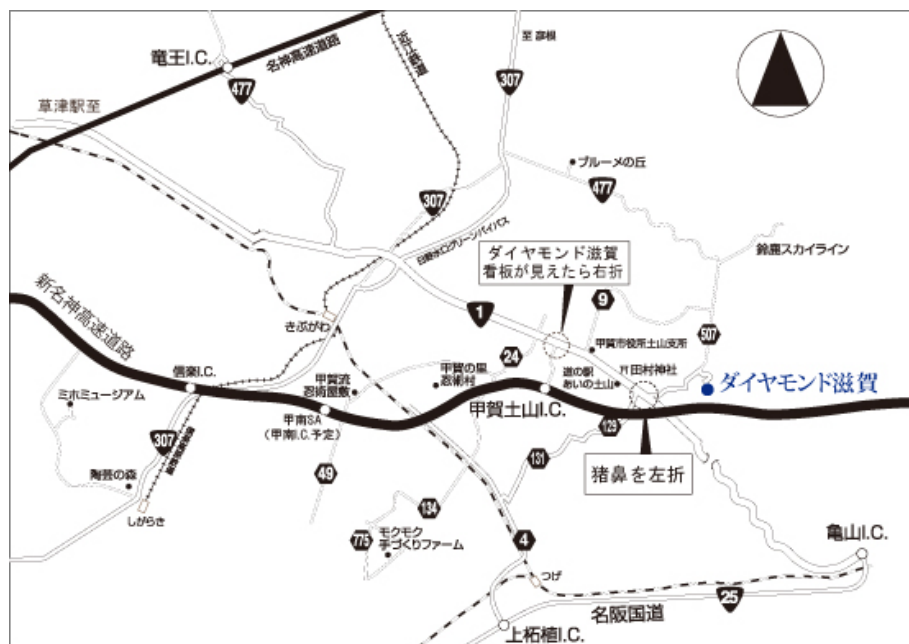 至 彦根
竜王I.C.
名神高速道路
近江鉄道
307
477
草津駅至
ブルーメの丘
477
307
日野水口グリーンバイパス
鈴鹿スカイライン
ダイヤモンド滋賀
看板が見えたら右折
新名神高速道路
1
9
きぶがわ
507
甲賀市役所土山支所
24
甲賀の里
忍術村
田村神社
道の駅
あいの土山
信楽I.C.
甲賀流
忍術屋敷
ダイヤモンド滋賀
ミホミュージアム
甲賀土山I.C.
甲南SA
(甲南I.C.予定)
129
307
131
猪鼻を左折
49
陶芸の森
134
しがらき
モクモク
手づくりファーム
775
4
亀山I.C.
つげ
25
名阪国道
上柘植I.C.